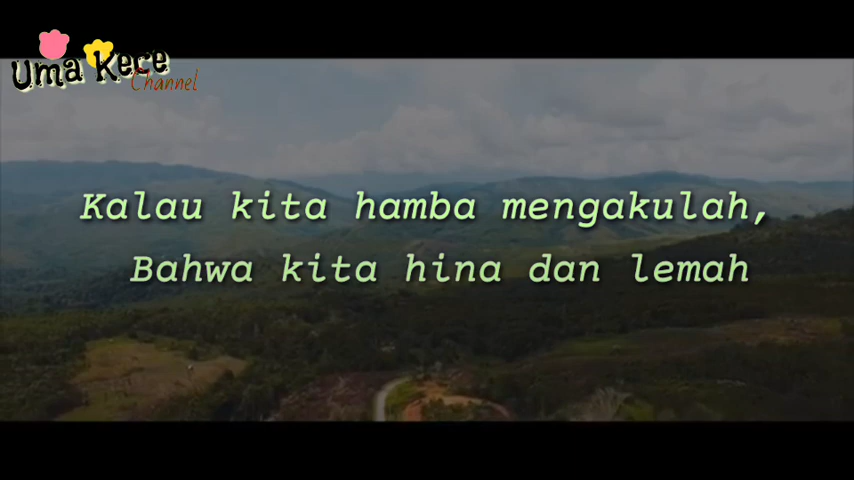 Uma Kece
Channel
Kalau kita hamba mengakulah,
Bahwa kita hina dan lemah